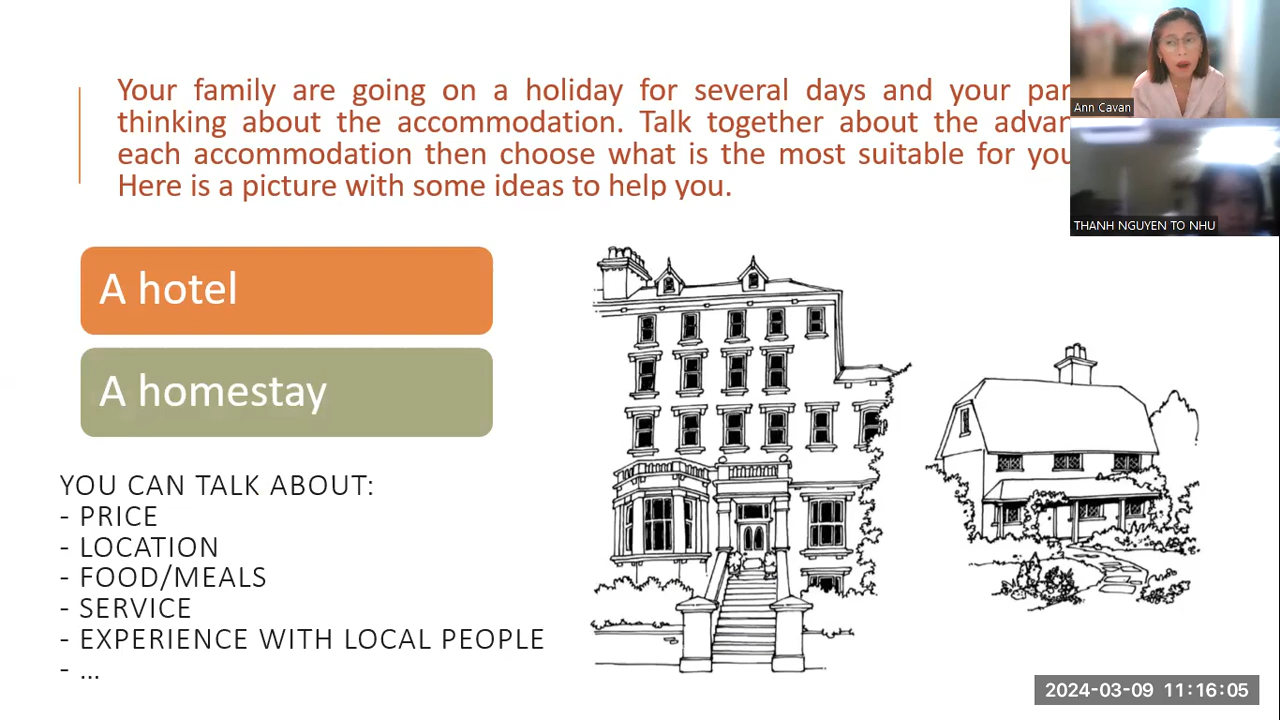 Your family are going on a holiday for several days and your
thinking about the accommodation. Talk together about the
each accommodation then choose what is the most suitable for
Here is a picture with some ideas to help you.
A hotel
A homestay
YOU CAN TALK ABOUT:
- PRICE
- LOCATION
- FOOD/MEALS
- SERVICE
- EXPERIENCE WITH LOCAL PEOPLE
- ...
Ann Cavan
THANH NGUYEN TO NHU
2024-03-09 11:16:05